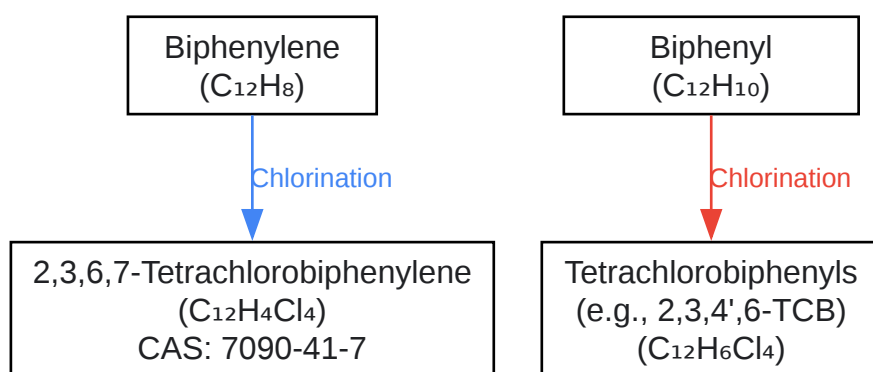 Biphenylene
(C₁₂H₈)
Biphenyl
(C₁₂H₁₀)
Chlorination
Chlorination
2,3,6,7-Tetrachlorobiphenylene
(C₁₂H₄Cl₄)
CAS: 7090-41-7
Tetrachlorobiphenyls
(e.g., 2,3,4',6-TCB)
(C₁₂H₆Cl₄)